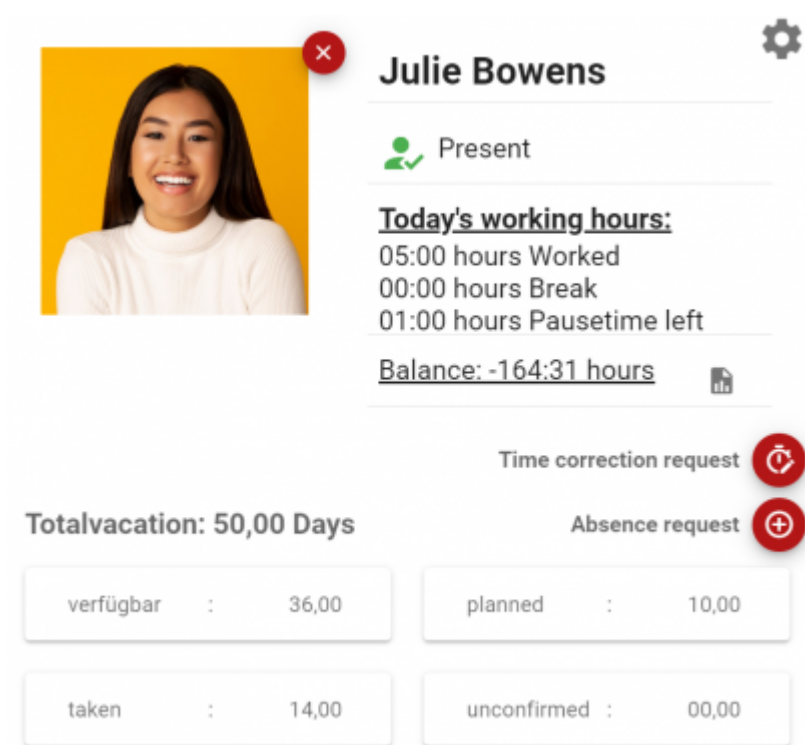 Julie Bowens
Present
Today's working hours:
05:00 hours Worked
00:00 hours Break
01:00 hours Pausetime left
Balance: -164:31 hours
Time correction request
Totalvacation: 50,00 Days
Absence request
verfügbar : 36,00
planned : 10,00
taken : 14,00
unconfirmed : 00,00